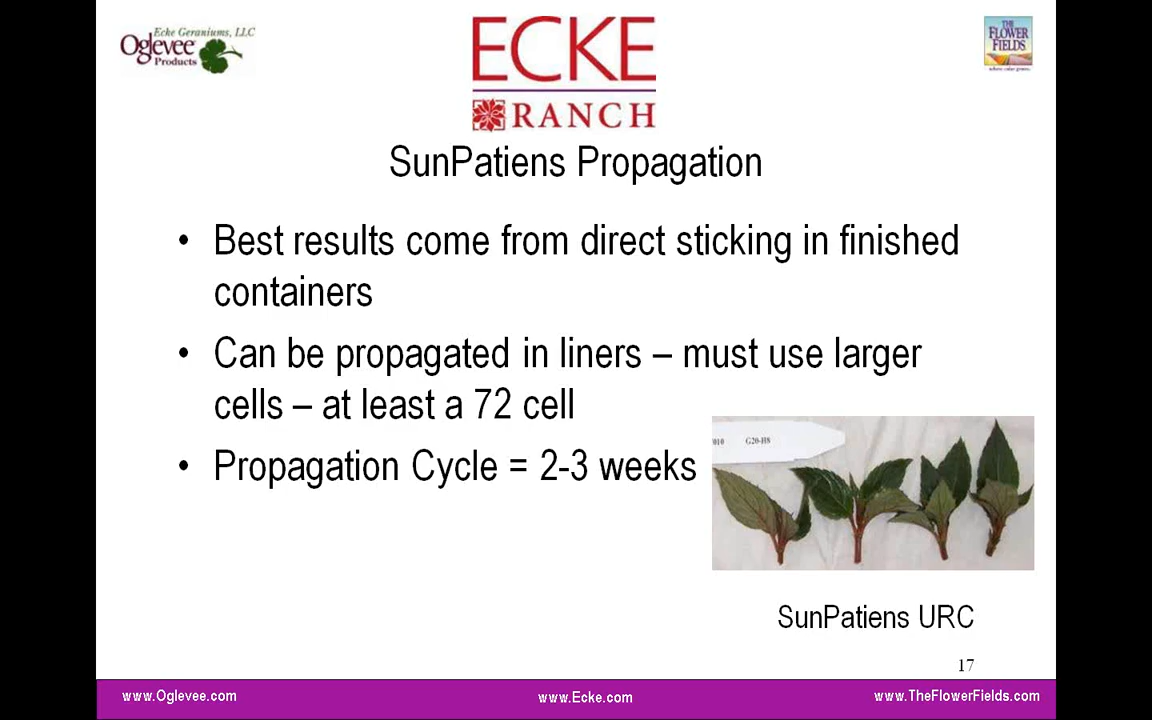 Ecke Geraniums, LLC
Oglevee
Products
ECKE
RANCH
THE
FLOWER
FIELDS
SunPatiens Propagation
• Best results come from direct sticking in finished
containers
• Can be propagated in liners – must use larger
cells – at least a 72 cell
• Propagation Cycle = 2-3 weeks
G20-H8
SunPatiens URC
17
www.Oglevee.com
www.Ecke.com
www.TheFlowerFields.com